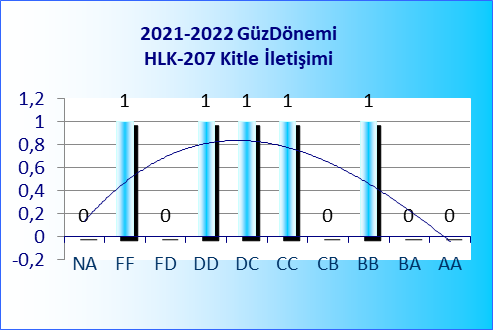 2021-2022 GüzDönemi
HLK-207 Kitle İletişimi
1,2
1
0,8
0,6
0,4
0,2
0
-0,2
0 1 0 1 1 1 0 1 0 0
NA FF FD DD DC CC CB BB BA AA